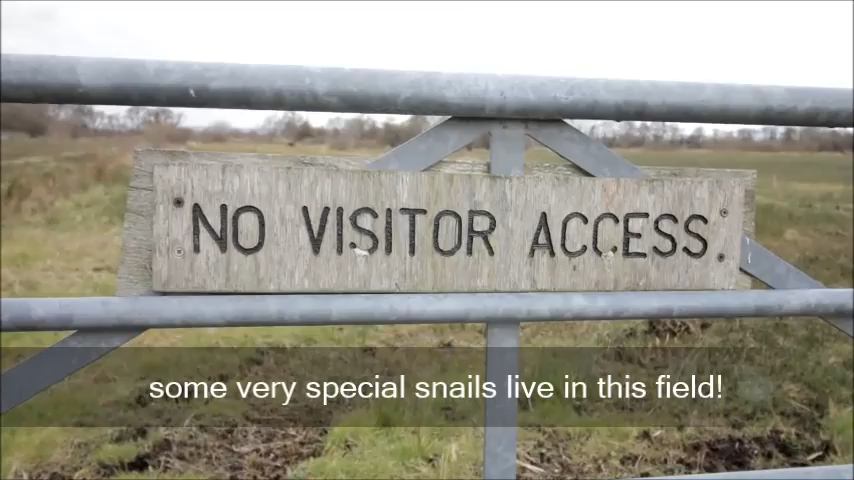 NO VISITOR ACCESS
some very special snails live in this field!